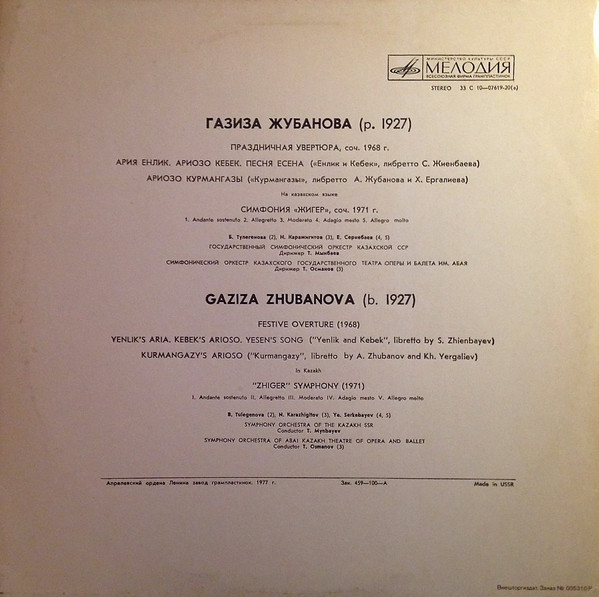 МИНИСТЕРСТВО КУЛЬТУРЫ СССР
МЕЛОДИЯ
ВСЕСОЮЗНАЯ ФИРМА ГРАМПЛАСТИНОК
STEREO 33 С 10—07619-20(а)
ГАЗИЗА ЖУБАНОВА (р. 1927)
ПРАЗДНИЧНАЯ УВЕРТЮРА, соч. 1968 г.
АРИЯ ЕНЛИК. АРИОЗО КЕБЕК. ПЕСНЯ ЕСЕНА («Енлик и Кебек», либретто С. Жиенбаева)
АРИОЗО КУРМАНГАЗЫ («Курмангазы», либретто А. Жубанова и Х. Ергалиева)
На казахском языке
СИМФОНИЯ «ЖИГЕР», соч. 1971 г.
1. Andante sostenuto 2. Allegretto 3. Moderato 4. Adagio mesto 5. Allegro molto
Б. Тулегенова (2), Н. Каражигитов (3), Е. Серкебаев (4, 5)
ГОСУДАРСТВЕННЫЙ СИМФОНИЧЕСКИЙ ОРКЕСТР КАЗАХСКОЙ ССР
Дирижер Т. Мынбаев
СИМФОНИЧЕСКИЙ ОРКЕСТР КАЗАХСКОГО ГОСУДАРСТВЕННОГО ТЕАТРА ОПЕРЫ И БАЛЕТА ИМ. АБАЯ
Дирижер Т. Османов (3)
GAZIZA ZHUBANOVA (b. 1927)
FESTIVE OVERTURE (1968)
YENLIK'S ARIA. KEBEK'S ARIOSO. YESEN'S SONG ("Yenlik and Kebek", libretto by S. Zhienbayev)
KURMANGAZY'S ARIOSO ("Kurmangazy", libretto by A. Zhubanov and Kh. Yergaliev)
In Kazakh
"ZHIGER" SYMPHONY (1971)
I. Andante sostenuto II. Allegretto III. Moderato IV. Adagio mesto V. Allegro molto
B. Tulegenova (2), N. Karazhigitov (3), Ye. Serkebayev (4, 5)
SYMPHONY ORCHESTRA OF THE KAZAKH SSR
Conductor T. Mynbayev
SYMPHONY ORCHESTRA OF ABAI KAZAKH THEATRE OF OPERA AND BALLET
Conductor T. Osmanov (3)
Апрелевский ордена Ленина завод грампластинок. 1977 г. Зак. 459—100—А Made in USSR
Внешторгиздат. Заказ №